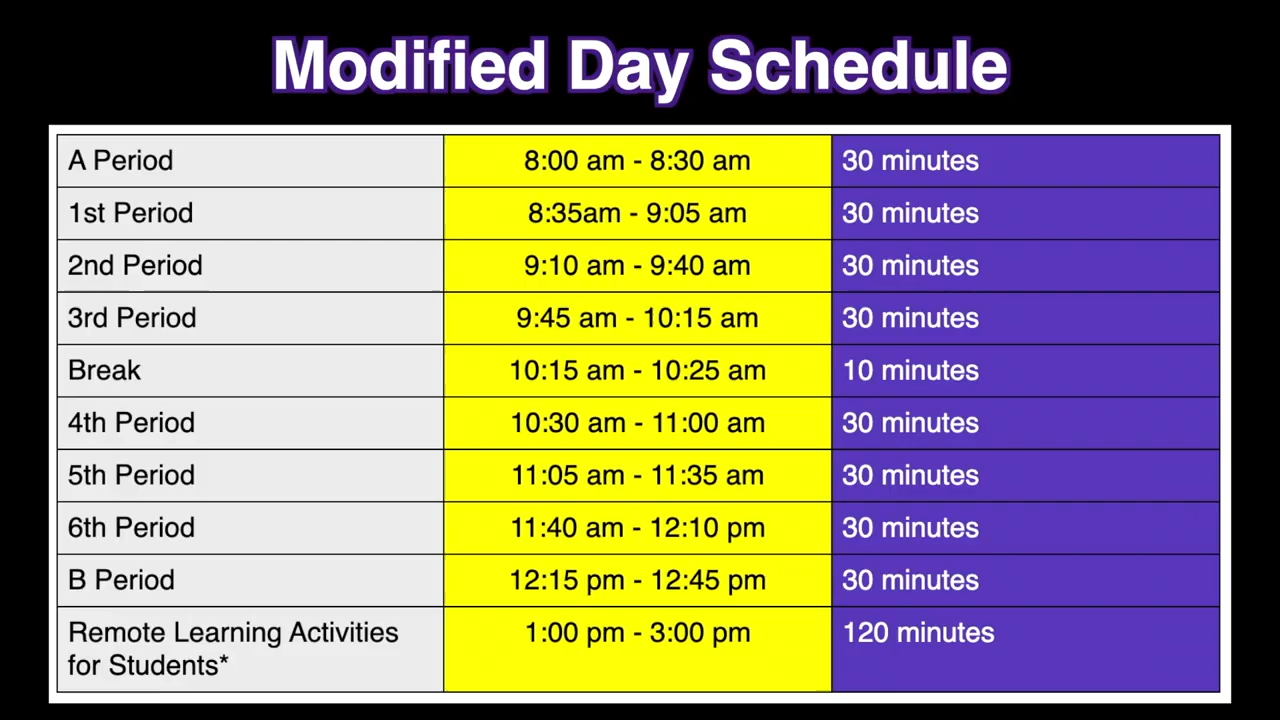 Modified Day Schedule
A Period 8:00 am - 8:30 am 30 minutes
1st Period 8:35am - 9:05 am 30 minutes
2nd Period 9:10 am - 9:40 am 30 minutes
3rd Period 9:45 am - 10:15 am 30 minutes
Break 10:15 am - 10:25 am 10 minutes
4th Period 10:30 am - 11:00 am 30 minutes
5th Period 11:05 am - 11:35 am 30 minutes
6th Period 11:40 am - 12:10 pm 30 minutes
B Period 12:15 pm - 12:45 pm 30 minutes
Remote Learning Activities 1:00 pm - 3:00 pm 120 minutes
for Students*